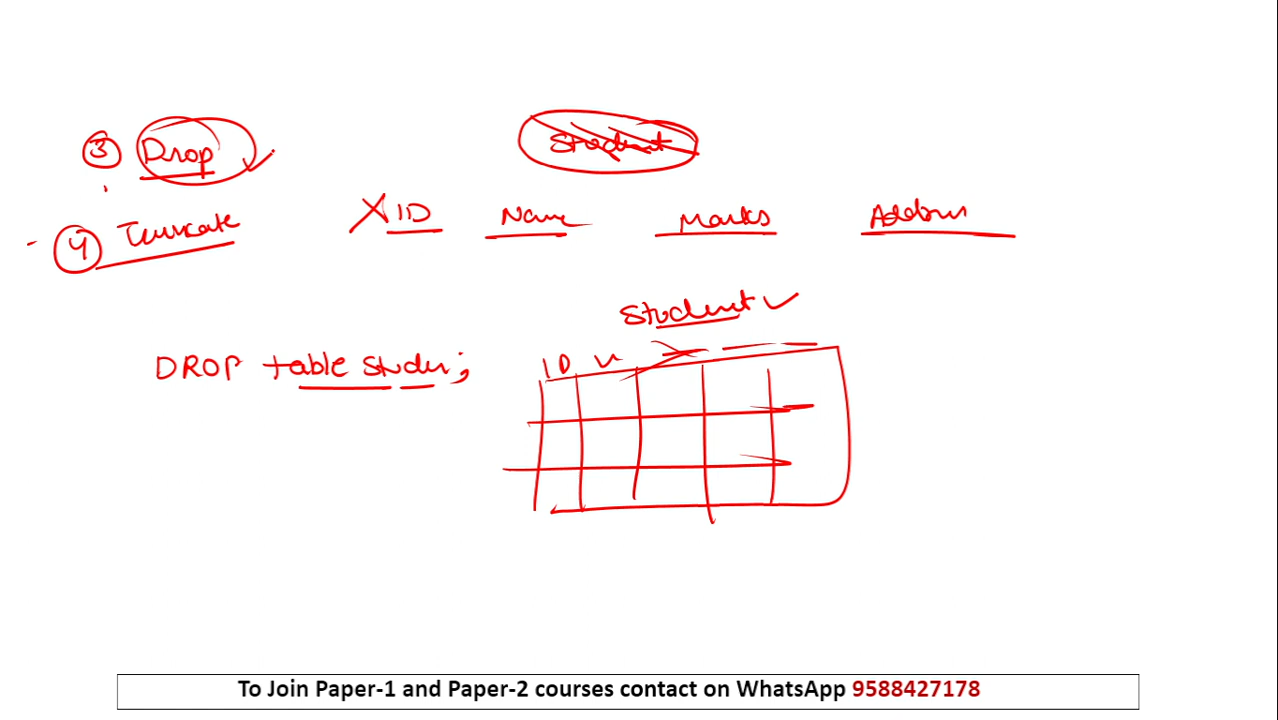 ③ Drop
Student
④ Truncate
X ID Name Marks Address
Student
DROP table Studen;
ID N
To Join Paper-1 and Paper-2 courses contact on WhatsApp 9588427178